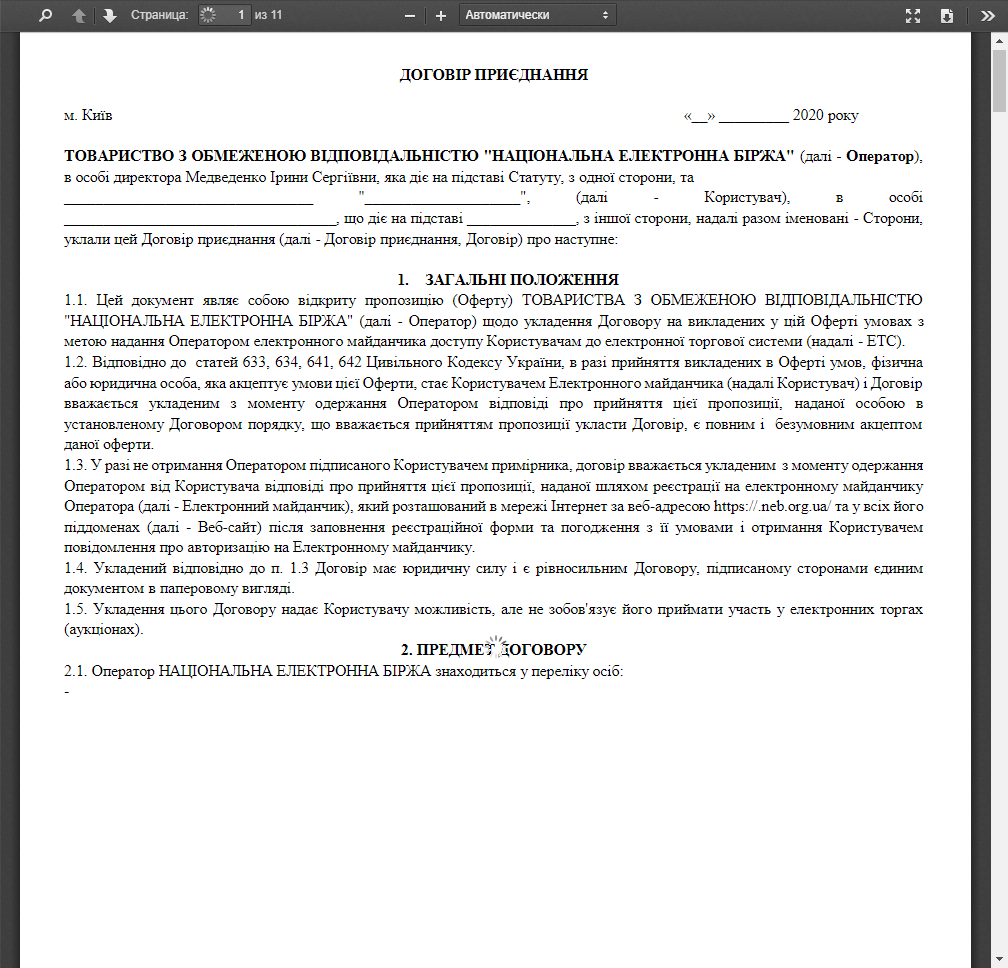 Страница: 1 из 11 Автоматически
ДОГОВІР ПРИЄДНАННЯ
м. Київ «__» _________ 2020 року
ТОВАРИСТВО З ОБМЕЖЕНОЮ ВІДПОВІДАЛЬНІСТЮ "НАЦІОНАЛЬНА ЕЛЕКТРОННА БІРЖА" (далі - Оператор),
в особі директора Медведенко Ірини Сергіївни, яка діє на підставі Статуту, з одної сторони, та
________________________________ "____________________", (далі - Користувач), в особі
___________________________________, що діє на підставі ______________, з іншої сторони, надалі разом іменовані - Сторони,
уклали цей Договір приєднання (далі - Договір приєднання, Договір) про наступне:
1. ЗАГАЛЬНІ ПОЛОЖЕННЯ
1.1. Цей документ являє собою відкриту пропозицію (Оферту) ТОВАРИСТВА З ОБМЕЖЕНОЮ ВІДПОВІДАЛЬНІСТЮ
"НАЦІОНАЛЬНА ЕЛЕКТРОННА БІРЖА" (далі - Оператор) щодо укладення Договору на викладених у цій Оферті умовах з
метою надання Оператором електронного майданчика доступу Користувачам до електронної торгової системи (надалі - ЕТС).
1.2. Відповідно до статей 633, 634, 641, 642 Цивільного Кодексу України, в разі прийняття викладених в Оферті умов, фізична
або юридична особа, яка акцептує умови цієї Оферти, стає Користувачем Електронного майданчика (надалі Користувач) і Договір
вважається укладеним з моменту одержання Оператором відповіді про прийняття цієї пропозиції, наданої особою в
установленому Договором порядку, що вважається прийняттям пропозиції укласти Договір, є повним і безумовним акцептом
даної оферти.
1.3. У разі не отримання Оператором підписаного Користувачем примірника, договір вважається укладеним з моменту одержання
Оператором від Користувача відповіді про прийняття цієї пропозиції, наданої шляхом реєстрації на електронному майданчику
Оператора (далі - Електронний майданчик), який розташований в мережі Інтернет за веб-адресою https://.neb.org.ua/ та у всіх його
піддоменах (далі - Веб-сайт) після заповнення реєстраційної форми та погодження з її умовами і отримання Користувачем
повідомлення про авторизацію на Електронному майданчику.
1.4. Укладений відповідно до п. 1.3 Договір має юридичну силу і є рівносильним Договору, підписаному сторонами єдиним
документом в паперовому вигляді.
1.5. Укладення цього Договору надає Користувачу можливість, але не зобов'язує його приймати участь у електронних торгах
(аукціонах).
2. ПРЕДМЕТ ДОГОВОРУ
2.1. Оператор НАЦІОНАЛЬНА ЕЛЕКТРОННА БІРЖА знаходиться у переліку осіб:
-